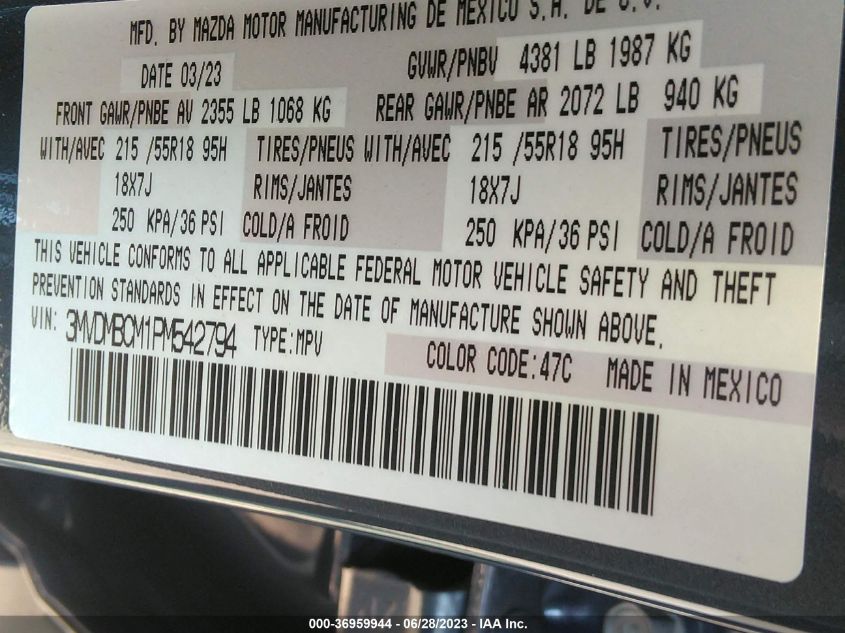 MFD. BY MAZDA MOTOR MANUFACTURING DE MEXICO S.A. DE C.V.
DATE 03/23 GVWR/PNBV 4381 LB 1987 KG
FRONT GAWR/PNBE AV 2355 LB 1068 KG REAR GAWR/PNBE AR 2072 LB 940 KG
WITH/AVEC 215 /55R18 95H TIRES/PNEUS WITH/AVEC 215 /55R18 95H TIRES/PNEUS
18X7J RIMS/JANTES 18X7J RIMS/JANTES
250 KPA/36 PSI COLD/A FROID 250 KPA/36 PSI COLD/A FROID
THIS VEHICLE CONFORMS TO ALL APPLICABLE FEDERAL MOTOR VEHICLE SAFETY AND THEFT
PREVENTION STANDARDS IN EFFECT ON THE DATE OF MANUFACTURE SHOWN ABOVE.
VIN: 3MVDMBCM1PM542794 TYPE:MPV COLOR CODE:47C MADE IN MEXICO
000-36959944 - 06/28/2023 - IAA Inc.